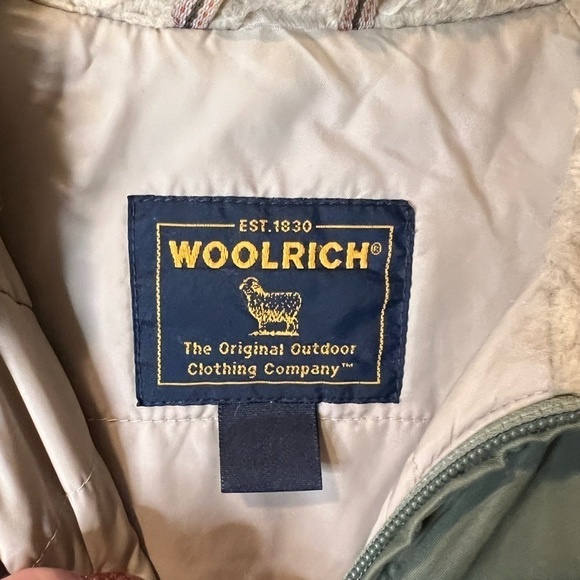 EST.1830
WOOLRICH®
The Original Outdoor
Clothing Company™